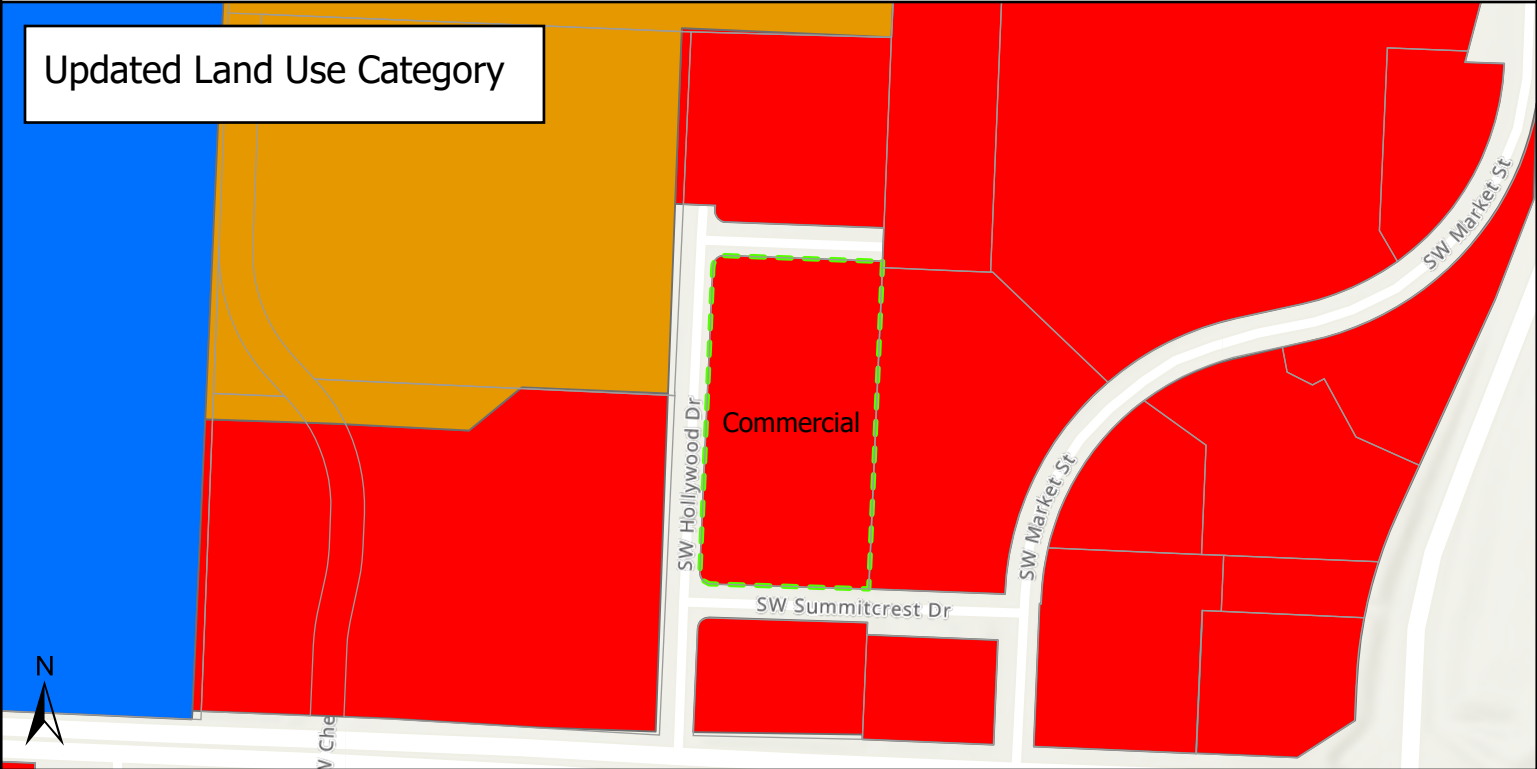 Updated Land Use Category
SW Market St
Commercial
SW Hollywood Dr
SW Market St
SW Summitcrest Dr
N